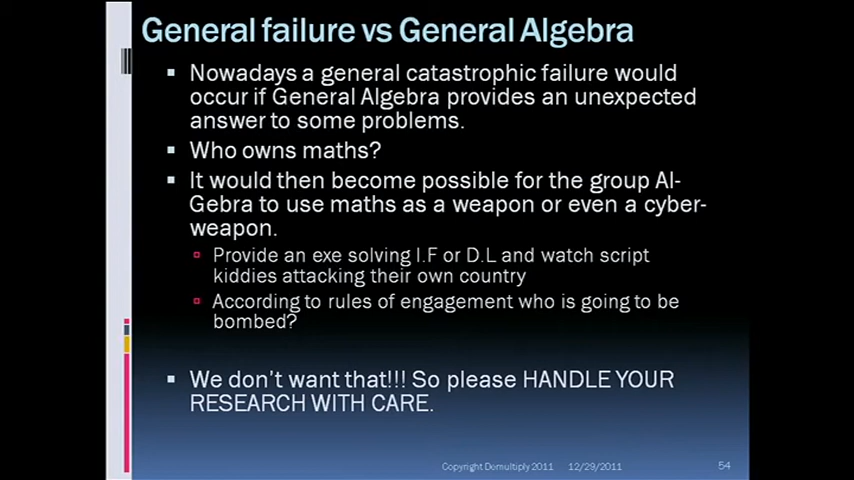 General failure vs General Algebra
Nowadays a general catastrophic failure would
occur if General Algebra provides an unexpected
answer to some problems.
Who owns maths?
It would then become possible for the group Al-
Gebra to use maths as a weapon or even a cyber-
weapon.
Provide an exe solving I.F or D.L and watch script
kiddies attacking their own country
According to rules of engagement who is going to be
bombed?
We don't want that!!! So please HANDLE YOUR
RESEARCH WITH CARE.
Copyright Demultiply 2011 12/29/2011 54